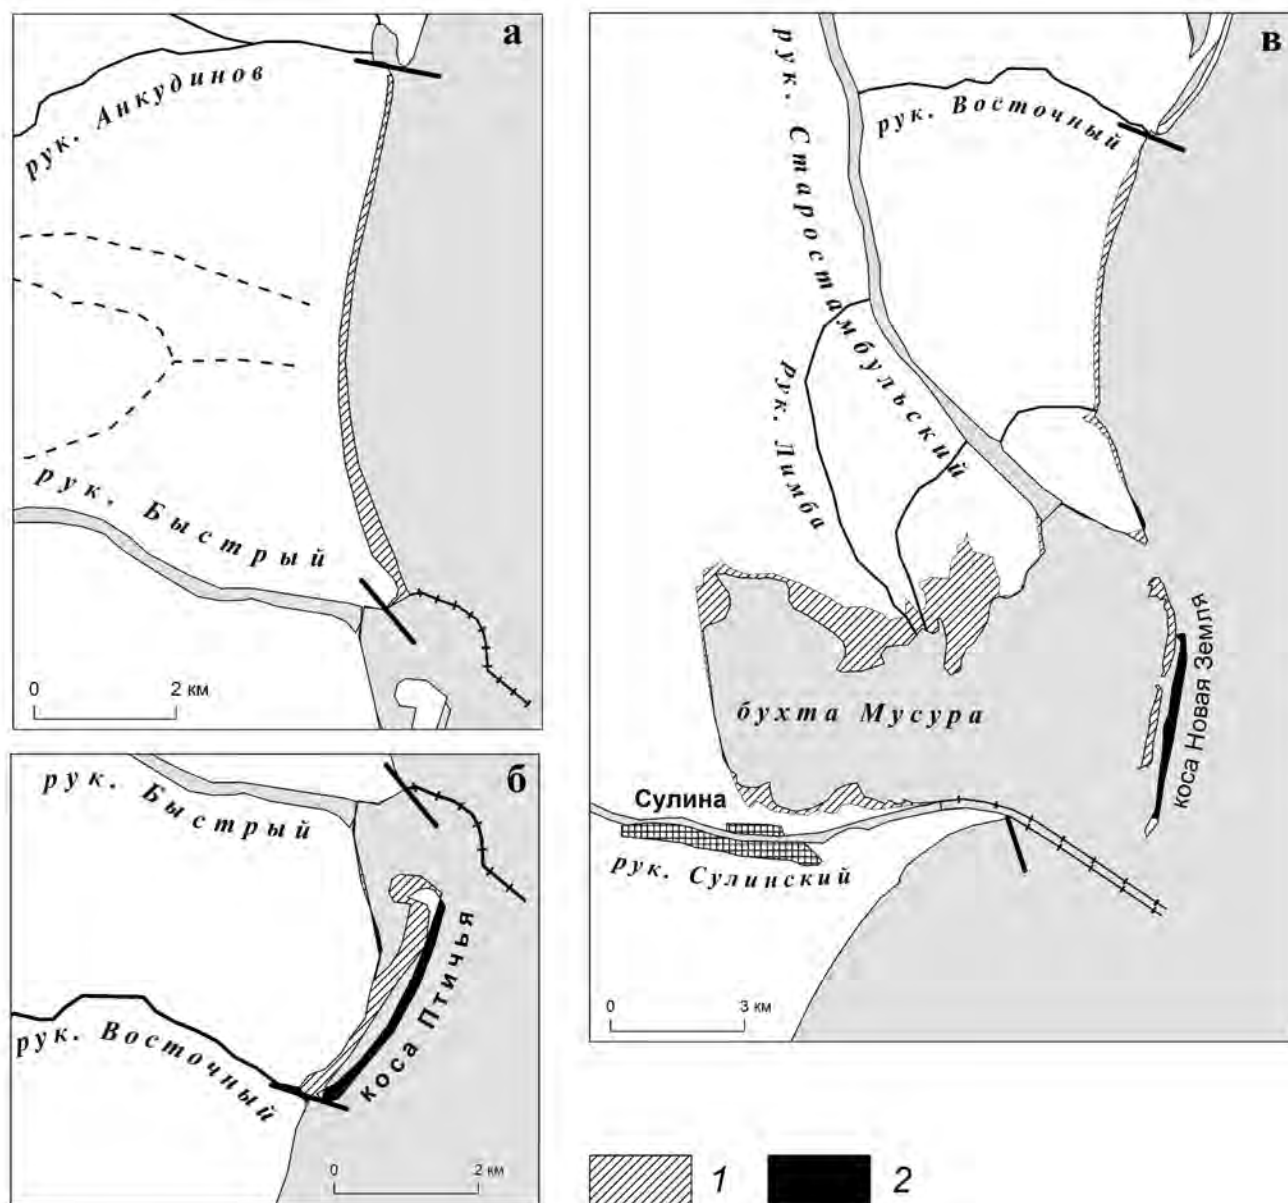 а
рук. Анкудинов
рук. Быстрый
0 2 км
б
рук. Быстрый
коса Птичья
рук. Восточный
0 2 км
в
рук. Старостамбульский
рук. Восточный
рук. Лимба
бухта Мусура
коса Новая Земля
Сулина
рук. Сулинский
0 3 км
1 2